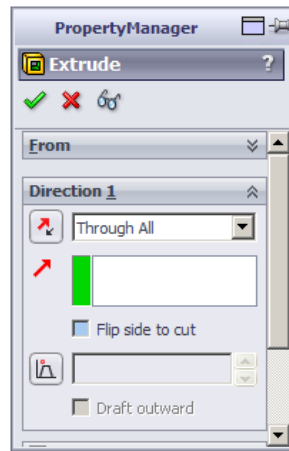 PropertyManager
Extrude ?
From
Direction 1
Through All
Flip side to cut
Draft outward